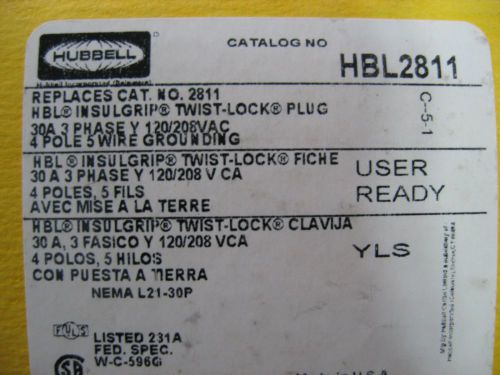 HUBBELL
CATALOG NO
HBL2811
REPLACES CAT. NO. 2811
HBL® INSULGRIP® TWIST-LOCK® PLUG
30A 3 PHASE Y 120/208VAC
4 POLE 5 WIRE GROUNDING
C-5-1
HBL® INSULGRIP® TWIST-LOCK® FICHE
30 A 3 PHASE Y 120/208 V CA
4 POLES, 5 FILS
AVEC MISE A LA TERRE
USER
READY
HBL® INSULGRIP® TWIST-LOCK® CLAVIJA
30 A, 3 FASICO Y 120/208 VCA
4 POLOS, 5 HILOS
CON PUESTA A TIERRA
YLS
NEMA L21-30P
LISTED 231A
FED. SPEC.
W-C-596G
Made in U.S.A.